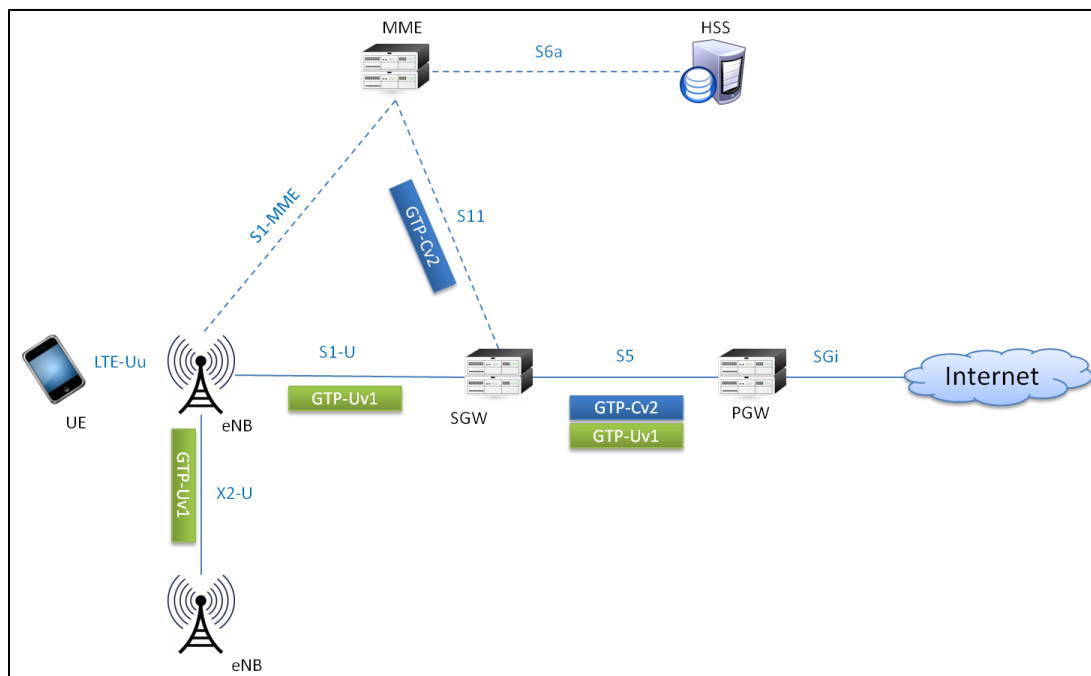 MME
HSS
S6a
S1-MME
GTP-Cv2
S11
LTE-Uu
S1-U
S5
SGi
Internet
UE
eNB
GTP-Uv1
SGW
GTP-Cv2
GTP-Uv1
PGW
GTP-Uv1
X2-U
eNB